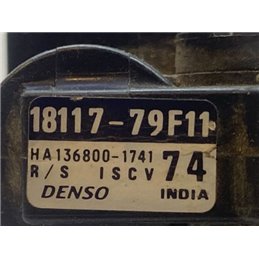 18117-79F11
HA136800-1741 74
R/S ISCV
DENSO INDIA